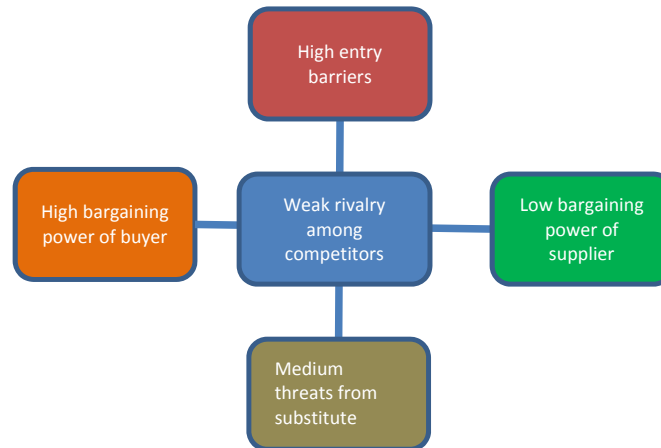 High entry
barriers
High bargaining
power of buyer
Weak rivalry
among
competitors
Low bargaining
power of
supplier
Medium
threats from
substitute